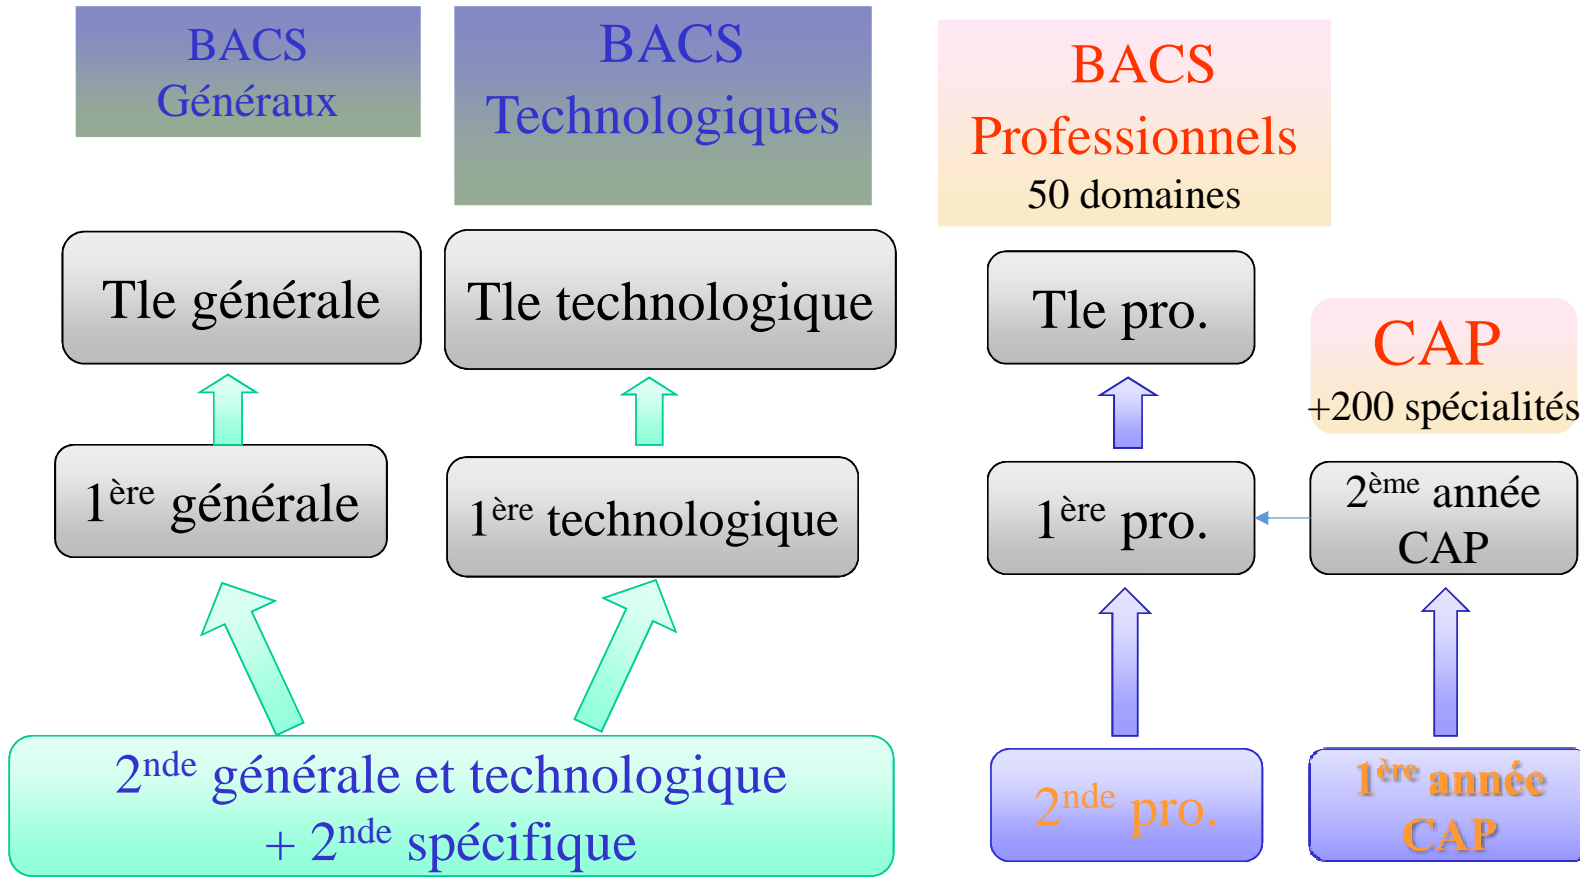 BACS
Généraux
BACS
Technologiques
BACS
Professionnels
50 domaines
Tle générale
Tle technologique
Tle pro.
CAP
+200 spécialités
1ère générale
1ère technologique
1ère pro.
2ème année
CAP
2nde générale et technologique
+ 2nde spécifique
2nde pro.
1ère année
CAP